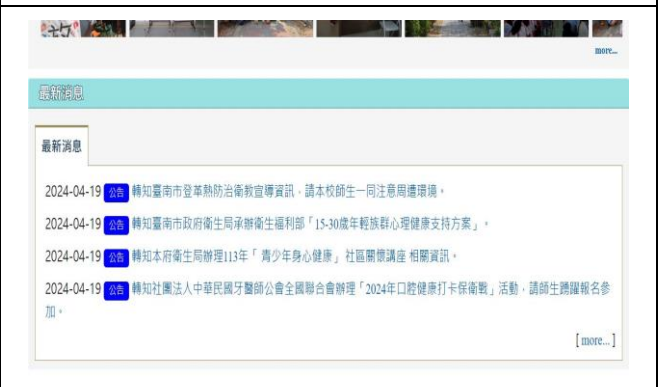 more...
最新消息
最新消息
2024-04-19 公告 轉知臺南市登革熱防治衛教宣導資訊，請本校師生一同注意周遭環境。
2024-04-19 公告 轉知臺南市政府衛生局承辦衛生福利部「15-30歲年輕族群心理健康支持方案」。
2024-04-19 公告 轉知本府衛生局辦理113年「 青少年身心健康」 社區關懷講座 相關資訊。
2024-04-19 公告 轉知社團法人中華民國牙醫師公會全國聯合會辦理「2024年口腔健康打卡保衛戰」活動，請師生踴躍報名參
加。
[ more... ]